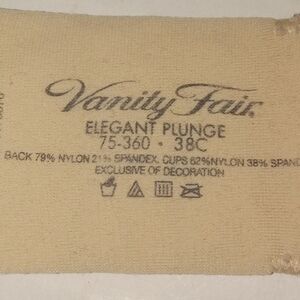 Vanity Fair.
ELEGANT PLUNGE
75-360 • 38C
BACK 79% NYLON 21% SPANDEX. CUPS 62% NYLON 38% SPAND
EXCLUSIVE OF DECORATION